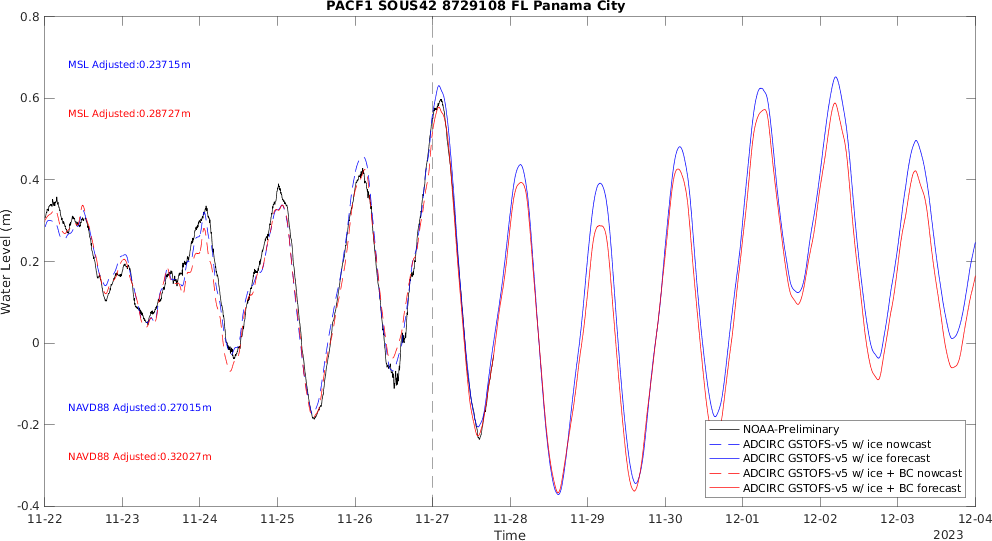 PACF1 SOUS42 8729108 FL Panama City
0.8
0.6
0.4
0.2
0
-0.2
-0.4
Water Level (m)
MSL Adjusted:0.23715m
MSL Adjusted:0.28727m
NAVD88 Adjusted:0.27015m
NAVD88 Adjusted:0.32027m
NOAA-Preliminary
ADCIRC GSTOFS-v5 w/ ice nowcast
ADCIRC GSTOFS-v5 w/ ice forecast
ADCIRC GSTOFS-v5 w/ ice + BC nowcast
ADCIRC GSTOFS-v5 w/ ice + BC forecast
11-22 11-23 11-24 11-25 11-26 11-27 11-28 11-29 11-30 12-01 12-02 12-03 12-04
Time
2023